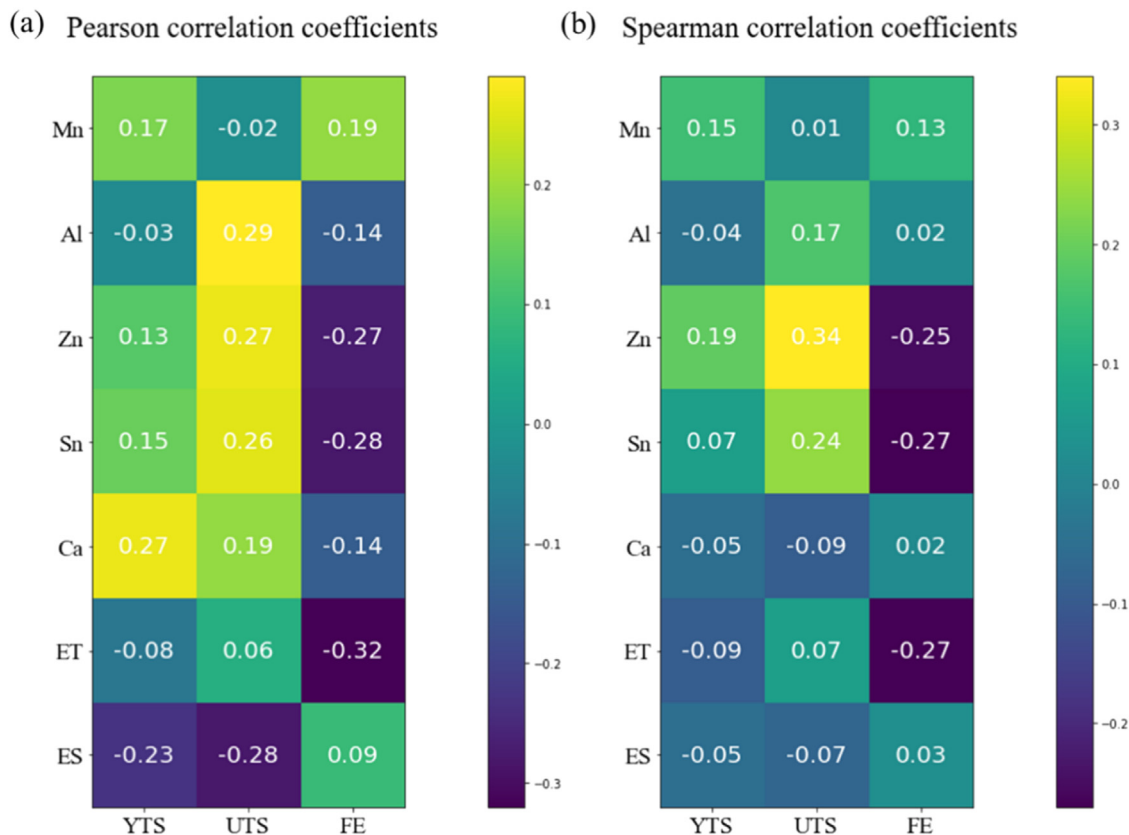 (a) Pearson correlation coefficients
Mn 0.17 -0.02 0.19
Al -0.03 0.29 -0.14
Zn 0.13 0.27 -0.27
Sn 0.15 0.26 -0.28
Ca 0.27 0.19 -0.14
ET -0.08 0.06 -0.32
ES -0.23 -0.28 0.09
YTS UTS FE
0.2
0.1
0.0
−0.1
−0.2
−0.3
(b) Spearman correlation coefficients
Mn 0.15 0.01 0.13
Al -0.04 0.17 0.02
Zn 0.19 0.34 -0.25
Sn 0.07 0.24 -0.27
Ca -0.05 -0.09 0.02
ET -0.09 0.07 -0.27
ES -0.05 -0.07 0.03
YTS UTS FE
0.3
0.2
0.1
0.0
−0.1
−0.2